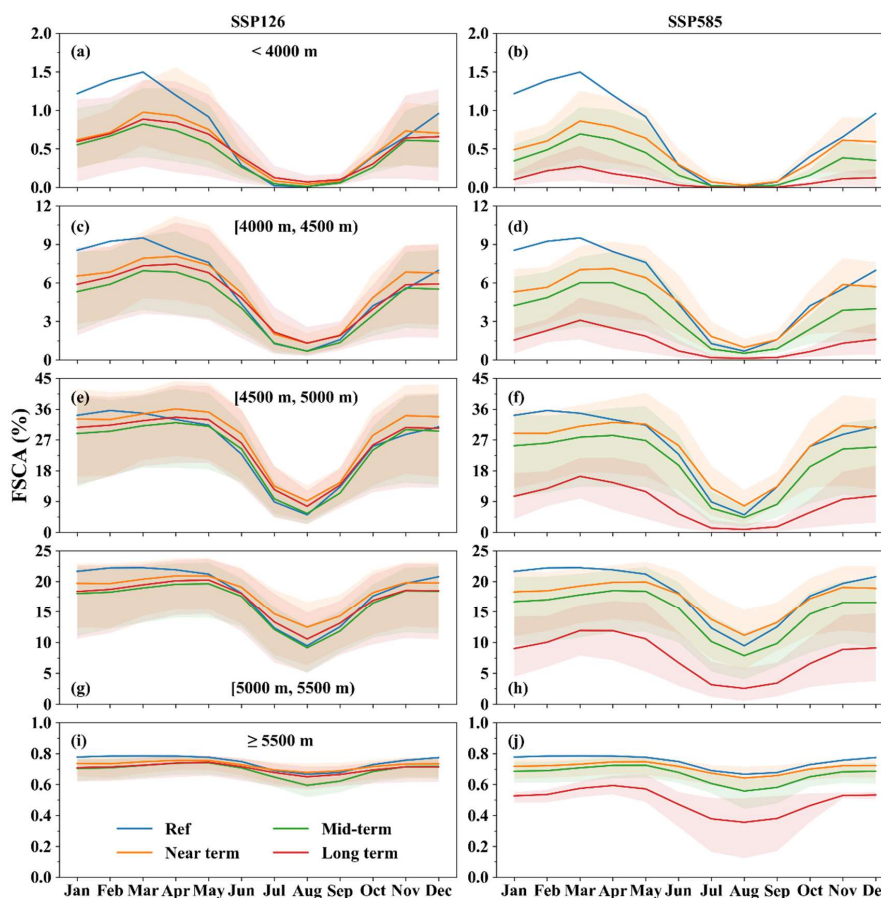 SSP126 SSP585
(a) < 4000 m (b)
2.0
1.5
1.0
0.5
0.0
(c) [4000 m, 4500 m) (d)
12
9
6
3
0
(e) [4500 m, 5000 m) (f)
45
36
27
18
9
0
FSCA (%)
25
20
15
10
5
0
(g) [5000 m, 5500 m) (h)
(i) ≥ 5500 m (j)
1.0
0.8
0.6
0.4
0.2
0.0
Ref Mid-term
Near term Long term
Jan Feb Mar Apr May Jun Jul Aug Sep Oct Nov Dec Jan Feb Mar Apr May Jun Jul Aug Sep Oct Nov De